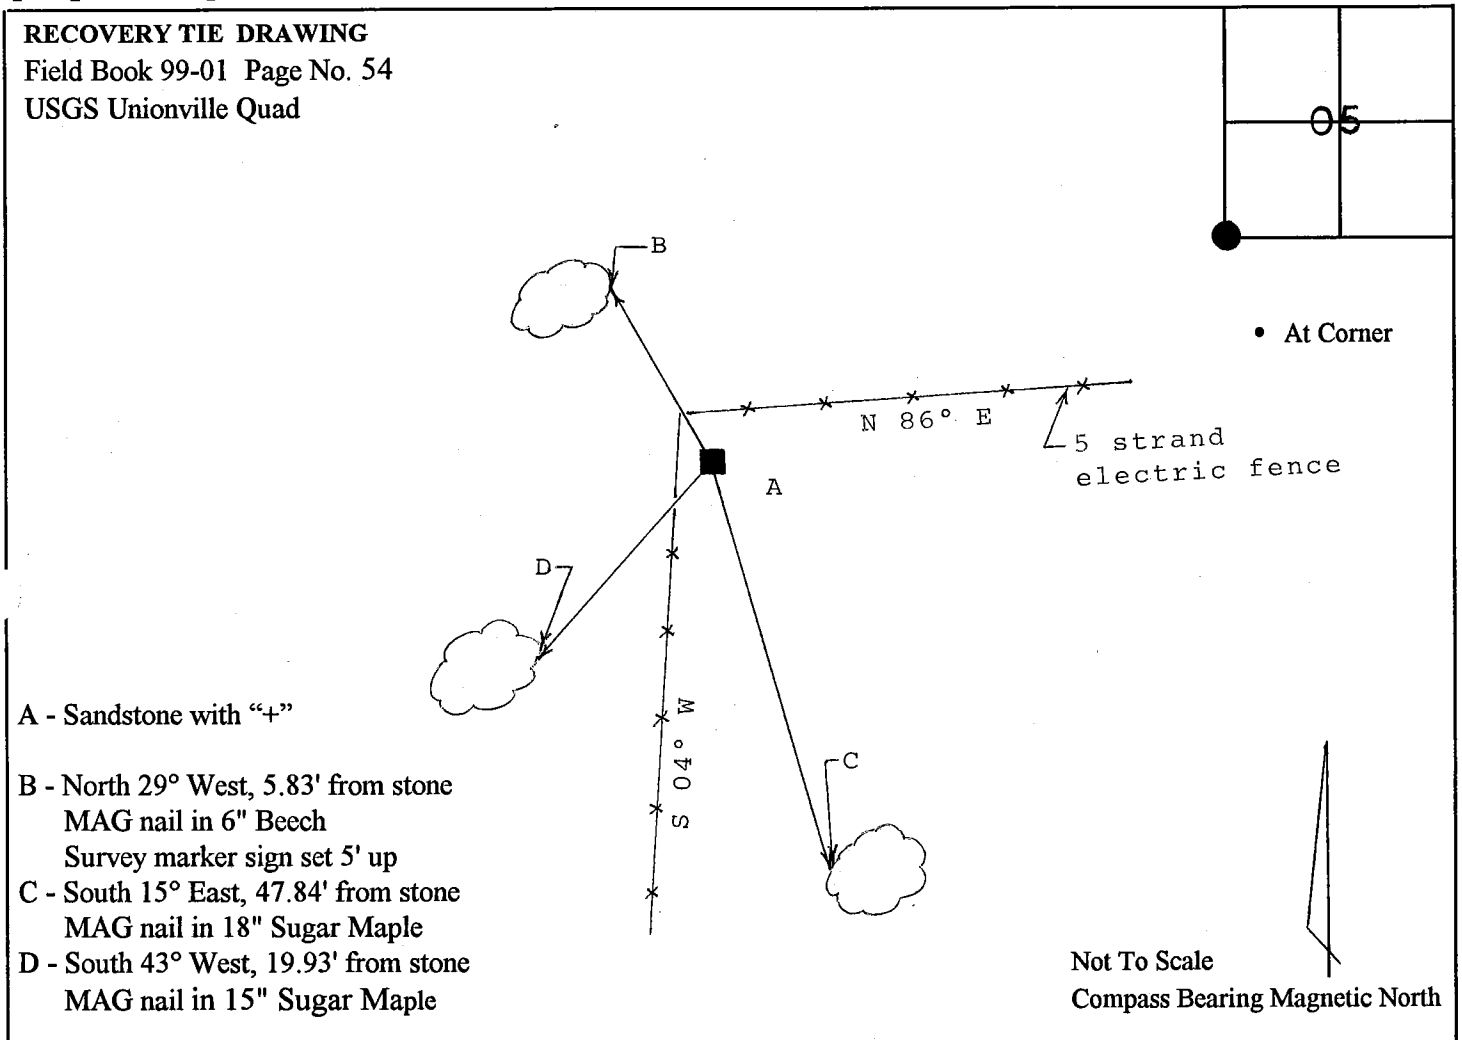 RECOVERY TIE DRAWING
Field Book 99-01 Page No. 54
USGS Unionville Quad
05
• At Corner
B
N 86° E
5 strand
electric fence
A
D
S 04° W
C
A - Sandstone with “+”
B - North 29° West, 5.83' from stone
MAG nail in 6" Beech
Survey marker sign set 5' up
C - South 15° East, 47.84' from stone
MAG nail in 18" Sugar Maple
D - South 43° West, 19.93' from stone
MAG nail in 15" Sugar Maple
Not To Scale
Compass Bearing Magnetic North